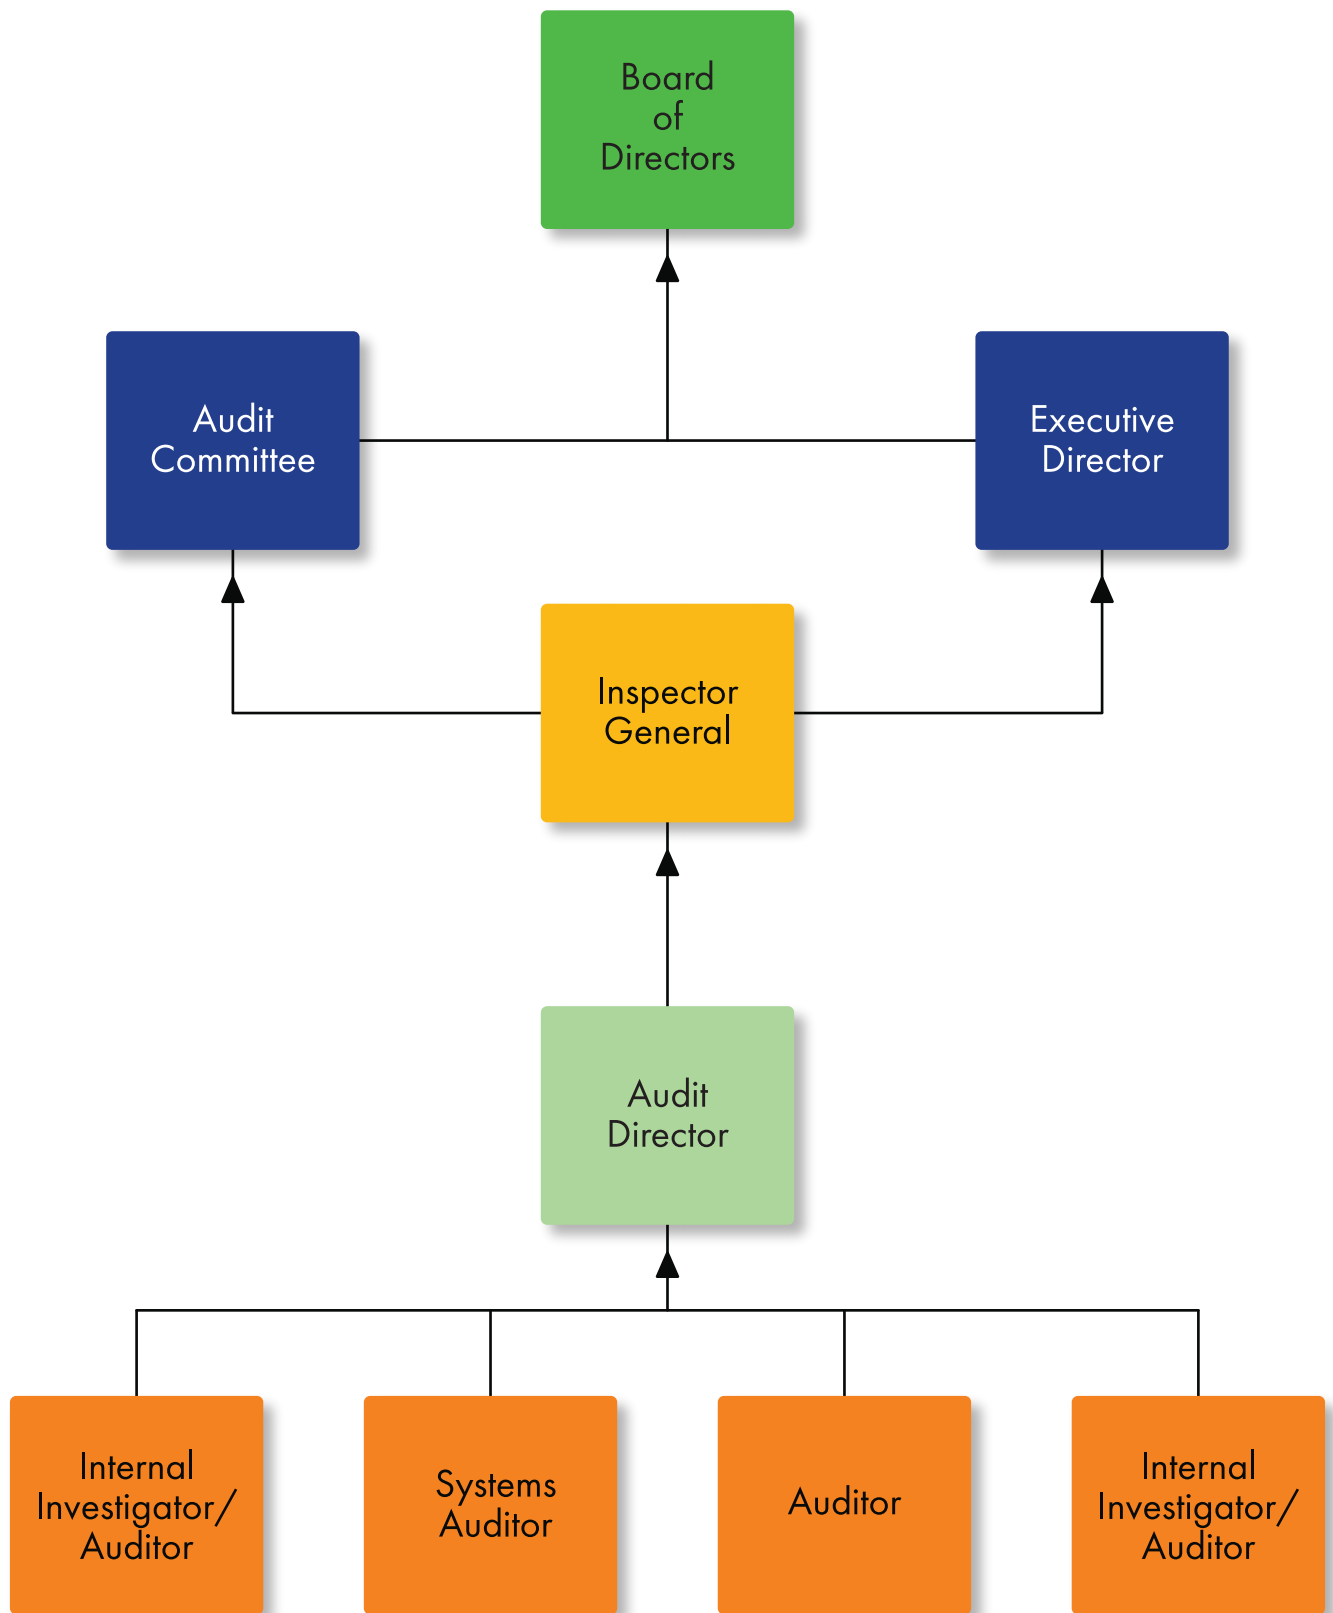 Board
of
Directors
Audit
Committee
Executive
Director
Inspector
General
Audit
Director
Internal
Investigator/
Auditor
Systems
Auditor
Auditor
Internal
Investigator/
Auditor